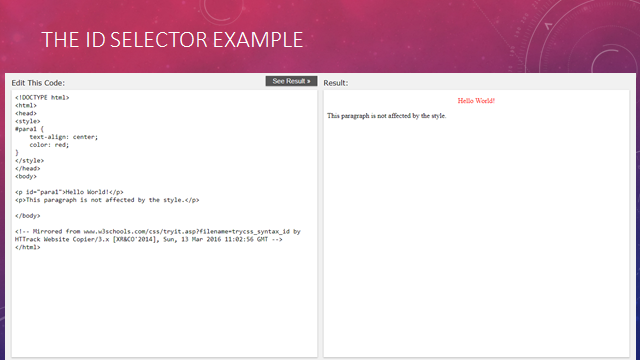 THE ID SELECTOR EXAMPLE
Edit This Code:
See Result »
<!DOCTYPE html>
<html>
<head>
<style>
#para1 {
    text-align: center;
    color: red;
}
</style>
</head>
<body>

<p id="para1">Hello World!</p>
<p>This paragraph is not affected by the style.</p>

</body>

<!-- Mirrored from www.w3schools.com/css/tryit.asp?filename=trycss_syntax_id by
HTTrack Website Copier/3.x [XR&CO'2014], Sun, 13 Mar 2016 11:02:56 GMT -->
</html>
Result:
Hello World!
This paragraph is not affected by the style.